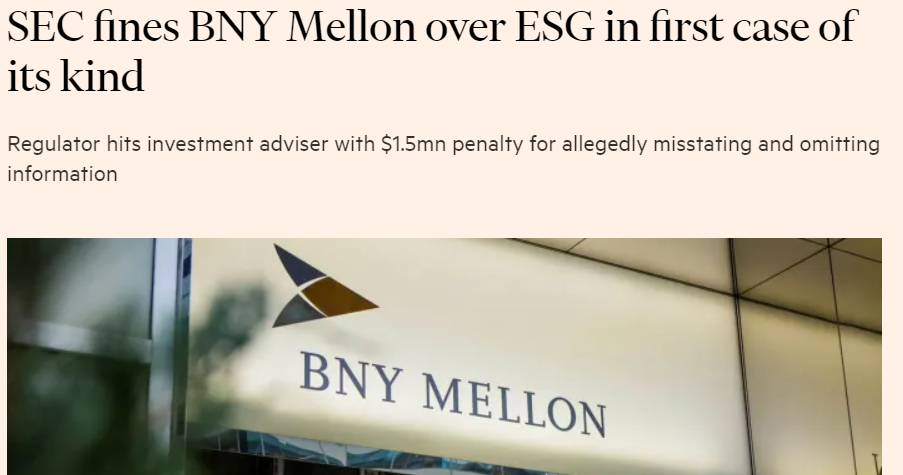 SEC fines BNY Mellon over ESG in first case of
its kind
Regulator hits investment adviser with $1.5mn penalty for allegedly misstating and omitting
information
BNY MELLON